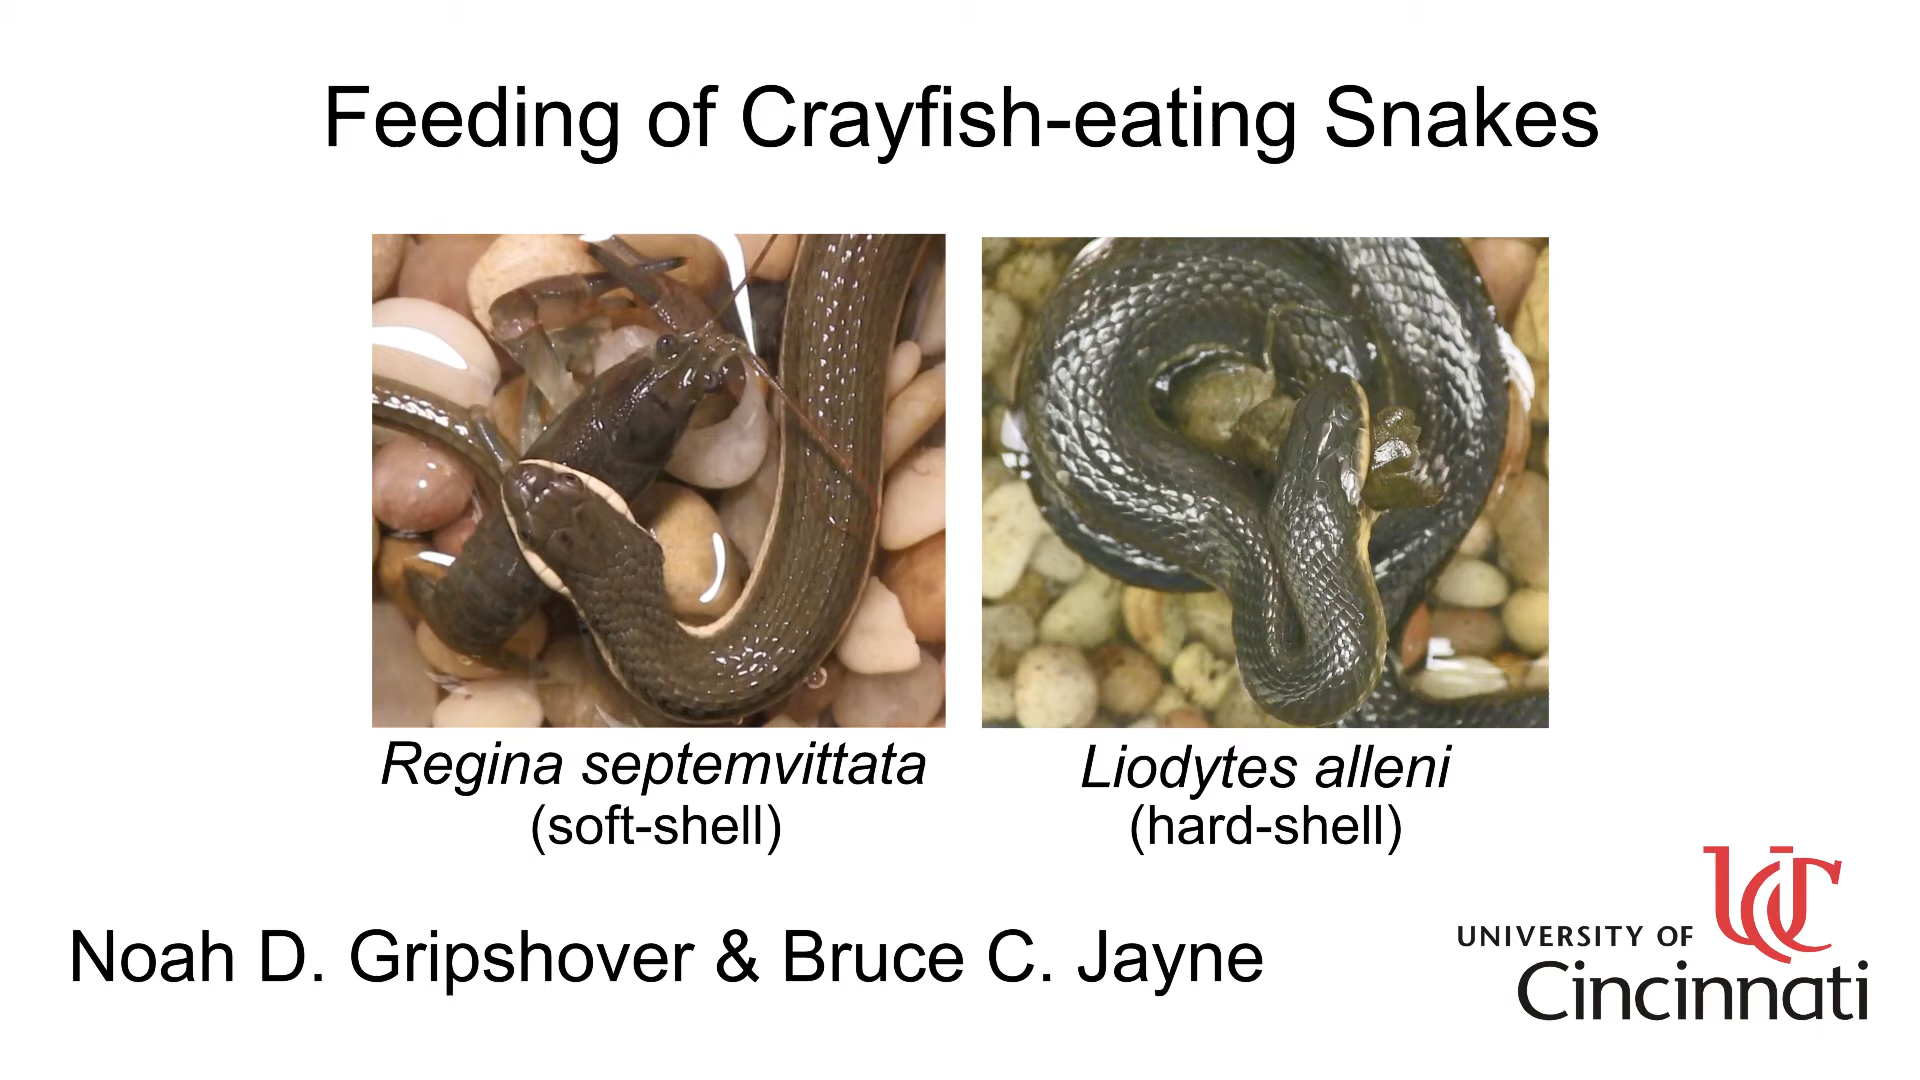 Feeding of Crayfish-eating Snakes
Regina septemvittata
(soft-shell)
Liodytes alleni
(hard-shell)
Noah D. Gripshover & Bruce C. Jayne
UC
UNIVERSITY OF
Cincinnati